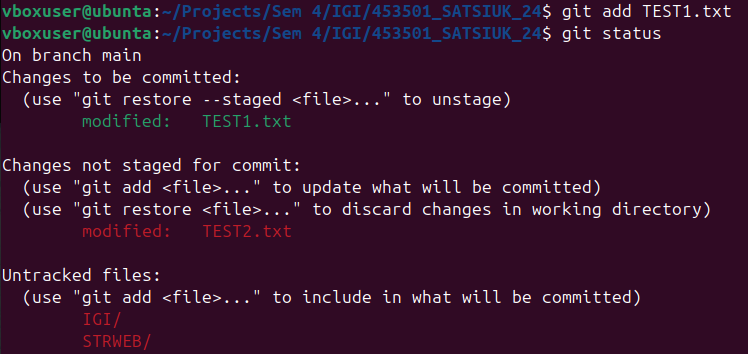 vboxuser@ubunta:~/Projects/Sem 4/IGI/453501_SATSIUK_24$ git add TEST1.txt
vboxuser@ubunta:~/Projects/Sem 4/IGI/453501_SATSIUK_24$ git status
On branch main
Changes to be committed:
  (use "git restore --staged <file>..." to unstage)
        modified:   TEST1.txt

Changes not staged for commit:
  (use "git add <file>..." to update what will be committed)
  (use "git restore <file>..." to discard changes in working directory)
        modified:   TEST2.txt

Untracked files:
  (use "git add <file>..." to include in what will be committed)
        IGI/
        STRWEB/